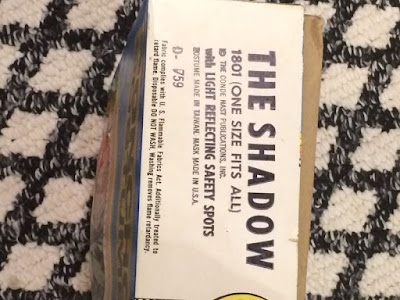 THE SHADOW
1801 (ONE SIZE FITS ALL)
© THE CONDE NAST PUBLICATIONS, INC.
with LIGHT REFLECTING SAFETY SPOTS
COSTUME MADE IN TAIWAN, MASK MADE IN U.S.A.
D- 759
Fabric complies with U. S. Flammable Fabrics Act. Additionally treated to
retard flame. Disposable DO NOT WASH. Washing removes flame retardancy.